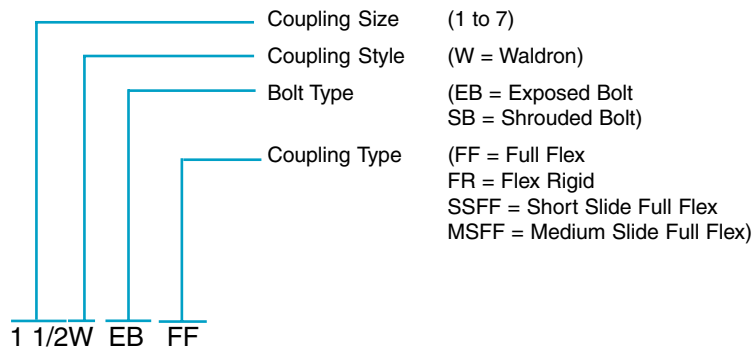 Coupling Size (1 to 7)
Coupling Style (W = Waldron)
Bolt Type (EB = Exposed Bolt
SB = Shrouded Bolt)
Coupling Type (FF = Full Flex
FR = Flex Rigid
SSFF = Short Slide Full Flex
MSFF = Medium Slide Full Flex)
1 1/2W EB FF